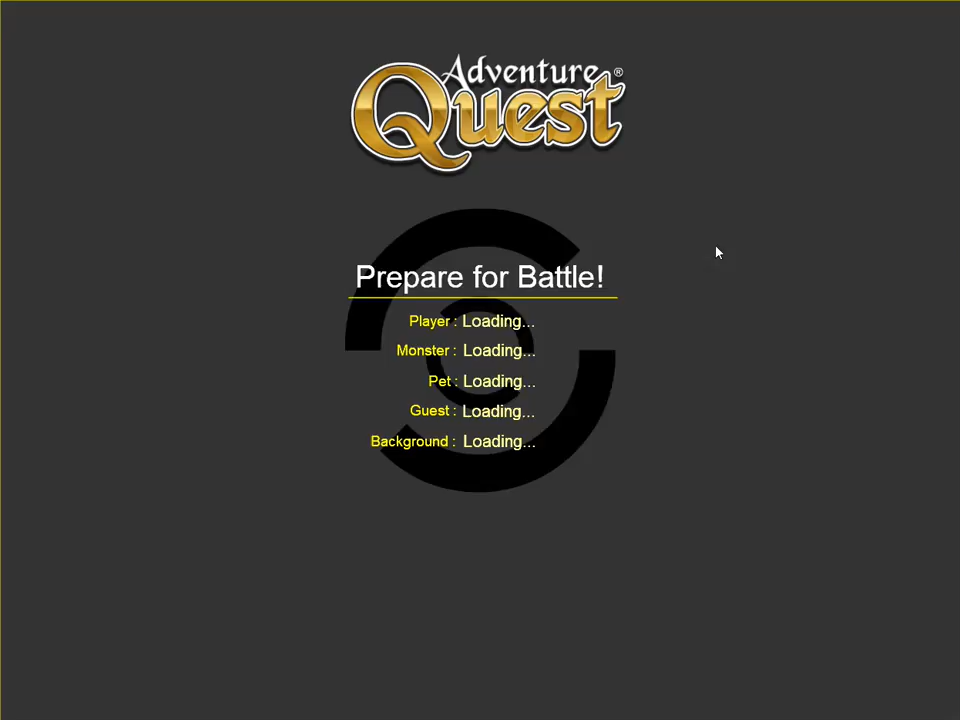 Adventure
Quest®
Prepare for Battle!
Player : Loading...
Monster : Loading...
Pet : Loading...
Guest : Loading...
Background : Loading...